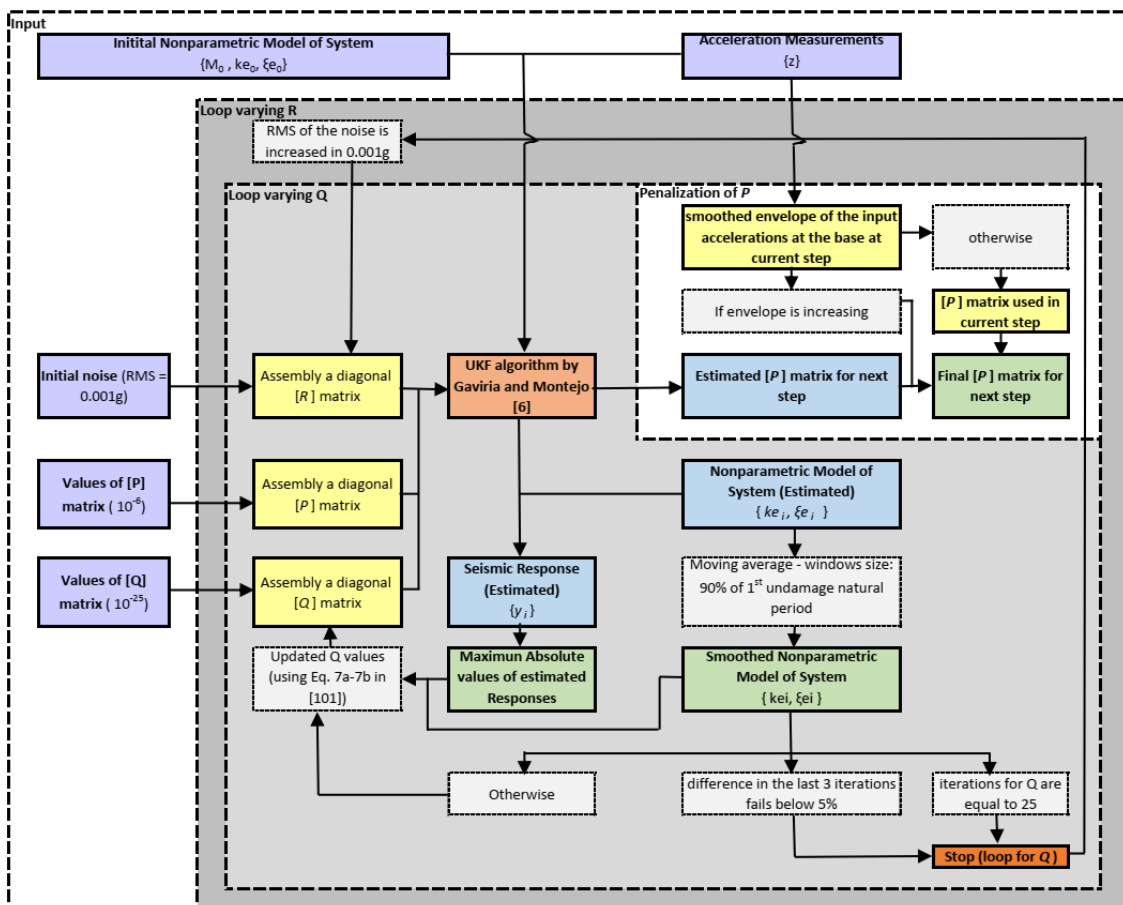 Input
Initital Nonparametric Model of System
{M₀ , ke₀, ξe₀}
Acceleration Measurements
{z}
Loop varying R
RMS of the noise is
increased in 0.001g
Loop varying Q
Penalization of P
smoothed envelope of the input
accelerations at the base at
current step
otherwise
If envelope is increasing
[P] matrix used in
current step
Initial noise (RMS =
0.001g)
Assembly a diagonal
[R] matrix
UKF algorithm by
Gaviria and Montejo
[6]
Estimated [P] matrix for next
step
Final [P] matrix for
next step
Values of [P]
matrix ( 10⁻⁶)
Assembly a diagonal
[P] matrix
Nonparametric Model of
System (Estimated)
{ ke i , ξe i }
Values of [Q]
matrix (10⁻²⁵)
Assembly a diagonal
[Q] matrix
Seismic Response
(Estimated)
{y i }
Moving average - windows size:
90% of 1ˢᵗ undamage natural
period
Updated Q values
(using Eq. 7a-7b in
[101])
Maximun Absolute
values of estimated
Responses
Smoothed Nonparametric
Model of System
{ kei, ξei }
Otherwise
difference in the last 3 iterations
fails below 5%
iterations for Q are
equal to 25
Stop (loop for Q )